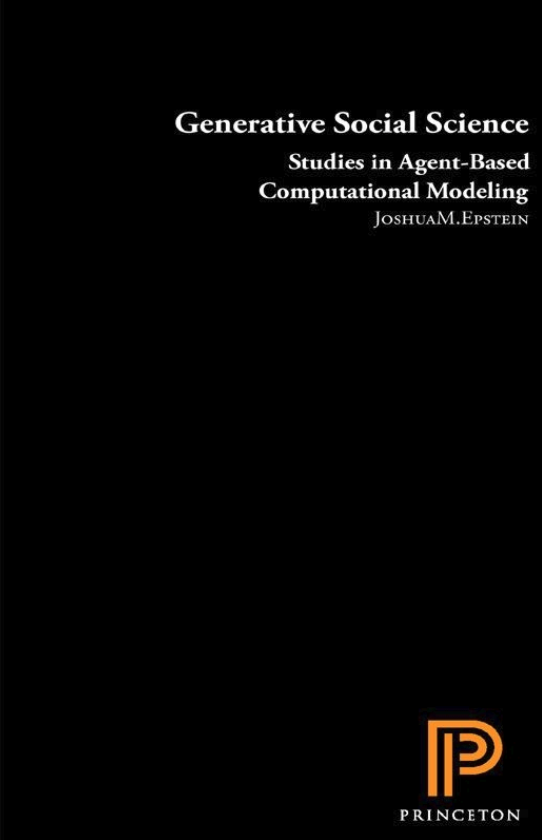 Generative Social Science
Studies in Agent-Based
Computational Modeling
JOSHUAM.EPSTEIN
PRINCETON